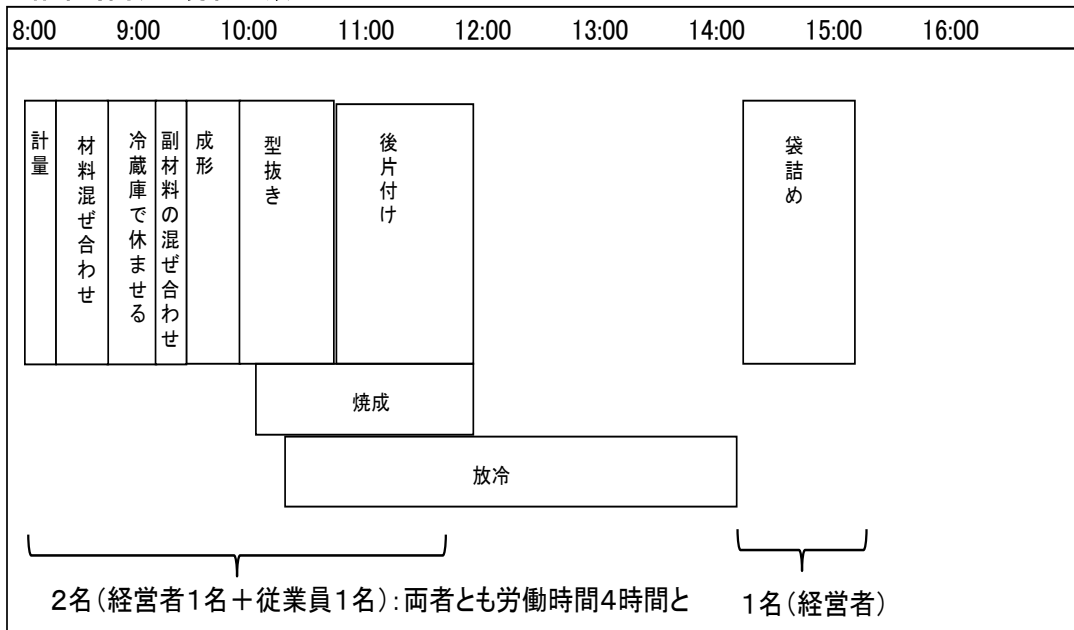 8:00 9:00 10:00 11:00 12:00 13:00 14:00 15:00 16:00
計量
材料混ぜ合わせ
冷蔵庫で休ませる
副材料の混ぜ合わせ
成形
型抜き
後片付け
袋詰め
焼成
放冷
2名(経営者1名+従業員1名):両者とも労働時間4時間と
1名(経営者)